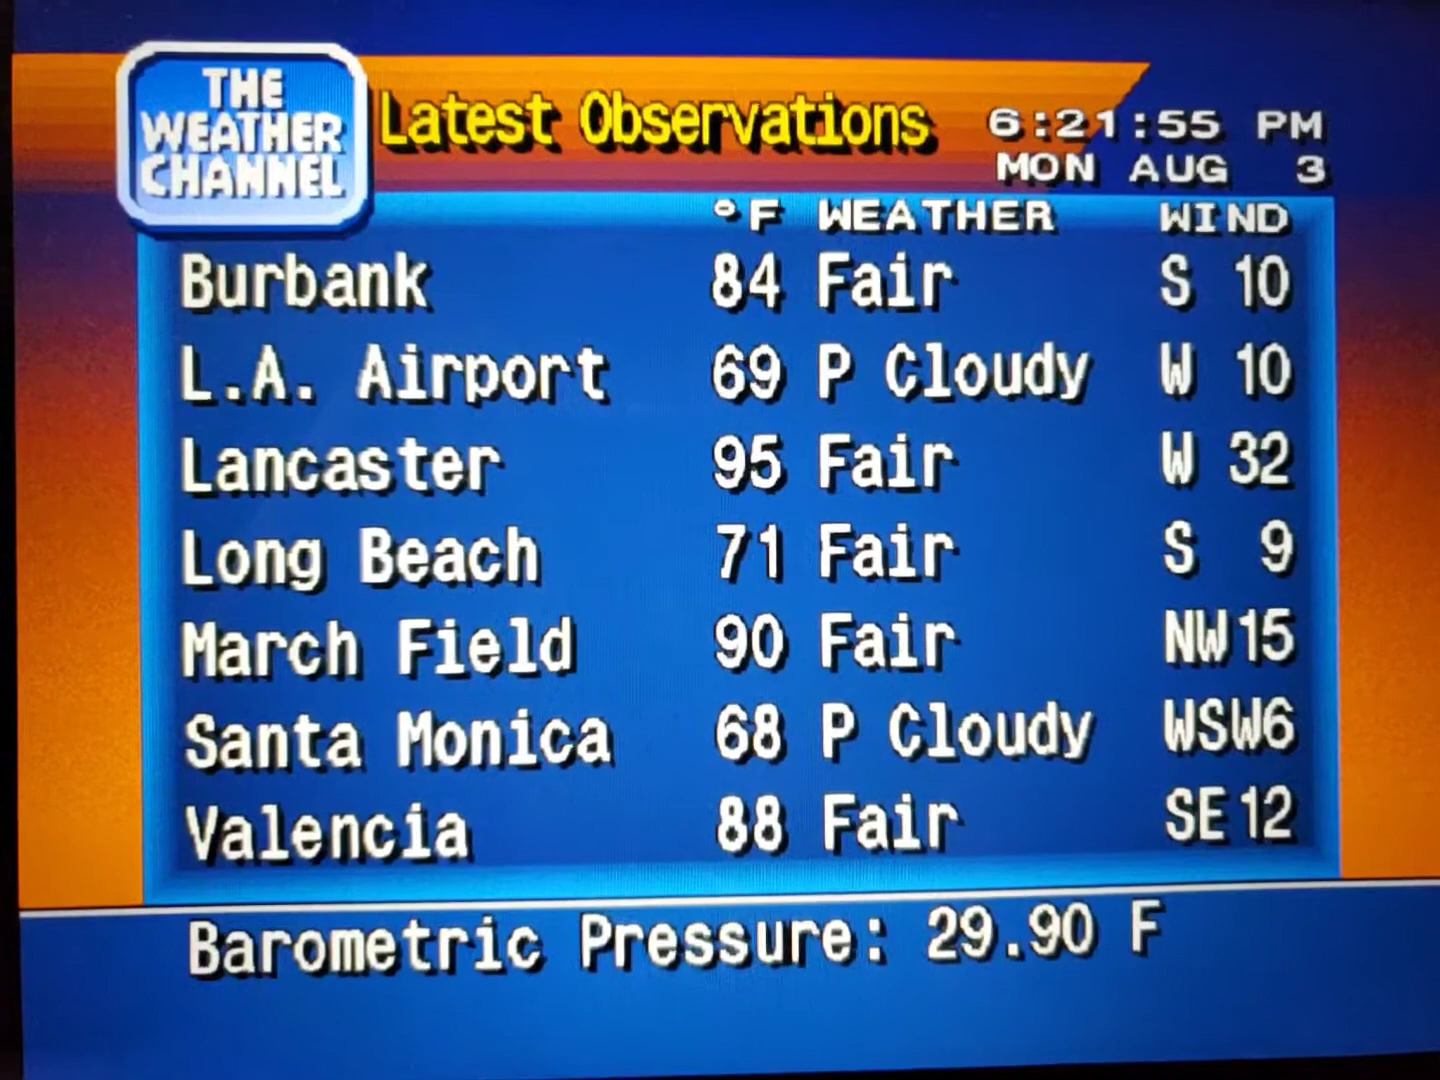 THE
WEATHER
CHANNEL
Latest Observations
6:21:55 PM
MON AUG 3
°F WEATHER WIND
Burbank 84 Fair S 10
L.A. Airport 69 P Cloudy W 10
Lancaster 95 Fair W 32
Long Beach 71 Fair S 9
March Field 90 Fair NW 15
Santa Monica 68 P Cloudy WSW6
Valencia 88 Fair SE 12
Barometric Pressure: 29.90 F